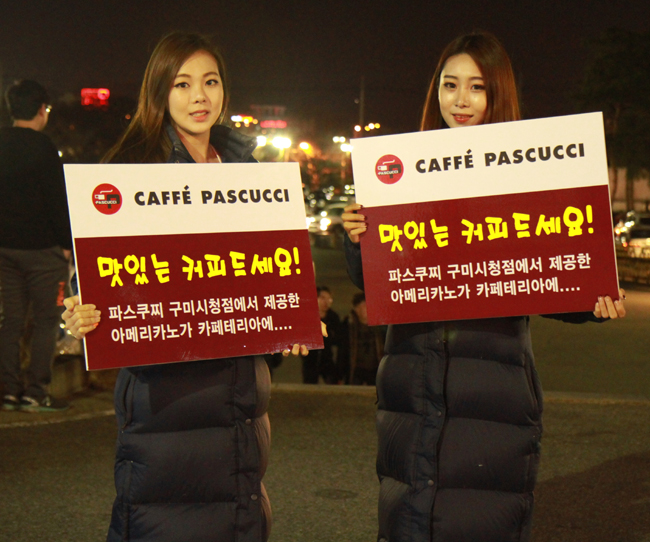 PASCUCCI
CAFFÉ PASCUCCI
맛있는 커피드세요!
파스쿠찌 구미시청점에서 제공한
아메리카노가 카페테리아에....
PASCUCCI
CAFFÉ PASCUCCI
맛있는 커피드세요!
파스쿠찌 구미시청점에서 제공한
아메리카노가 카페테리아에....